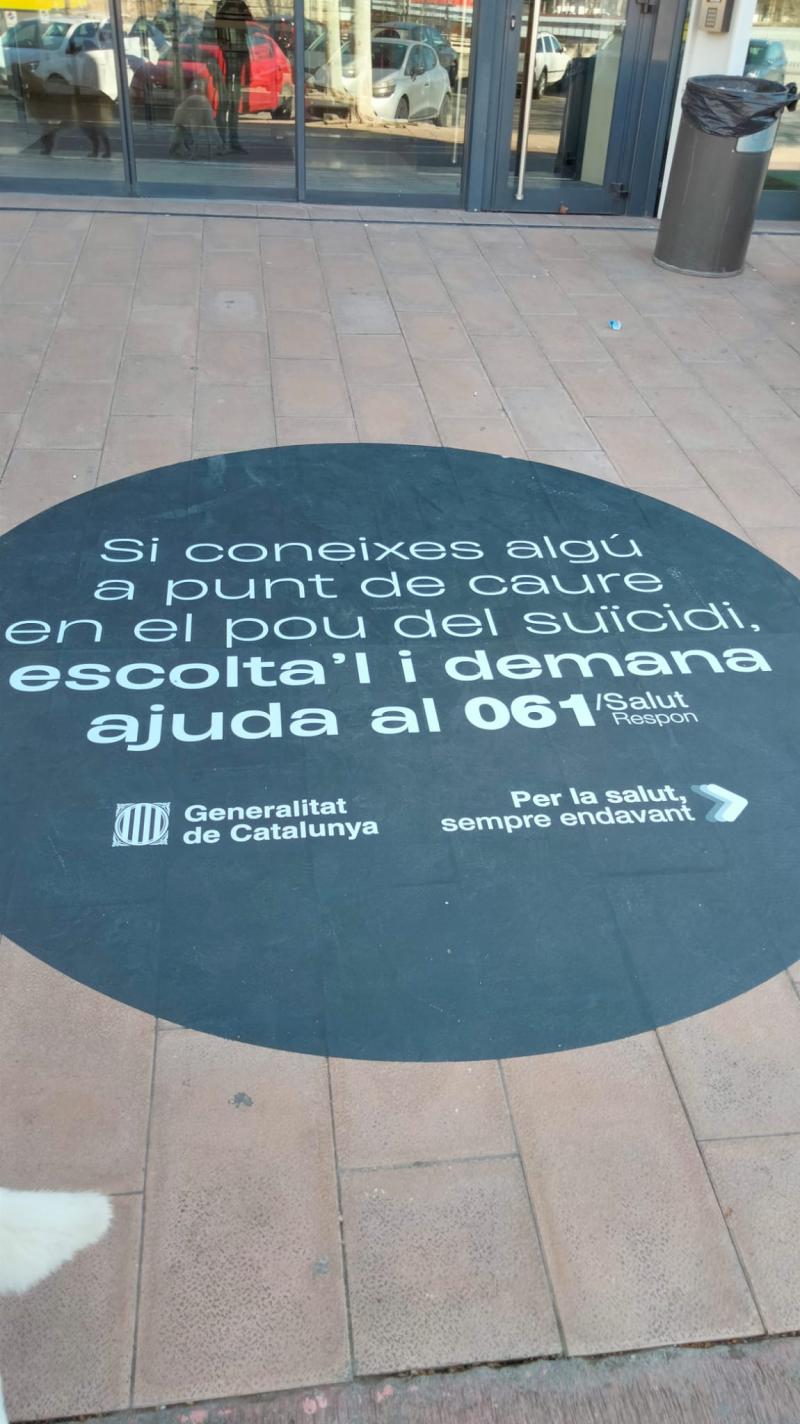 Si coneixes algú
a punt de caure
en el pou del suïcidi,
escolta'l i demana
ajuda al 061/Salut
Respon
Generalitat
de Catalunya
Per la salut,
sempre endavant